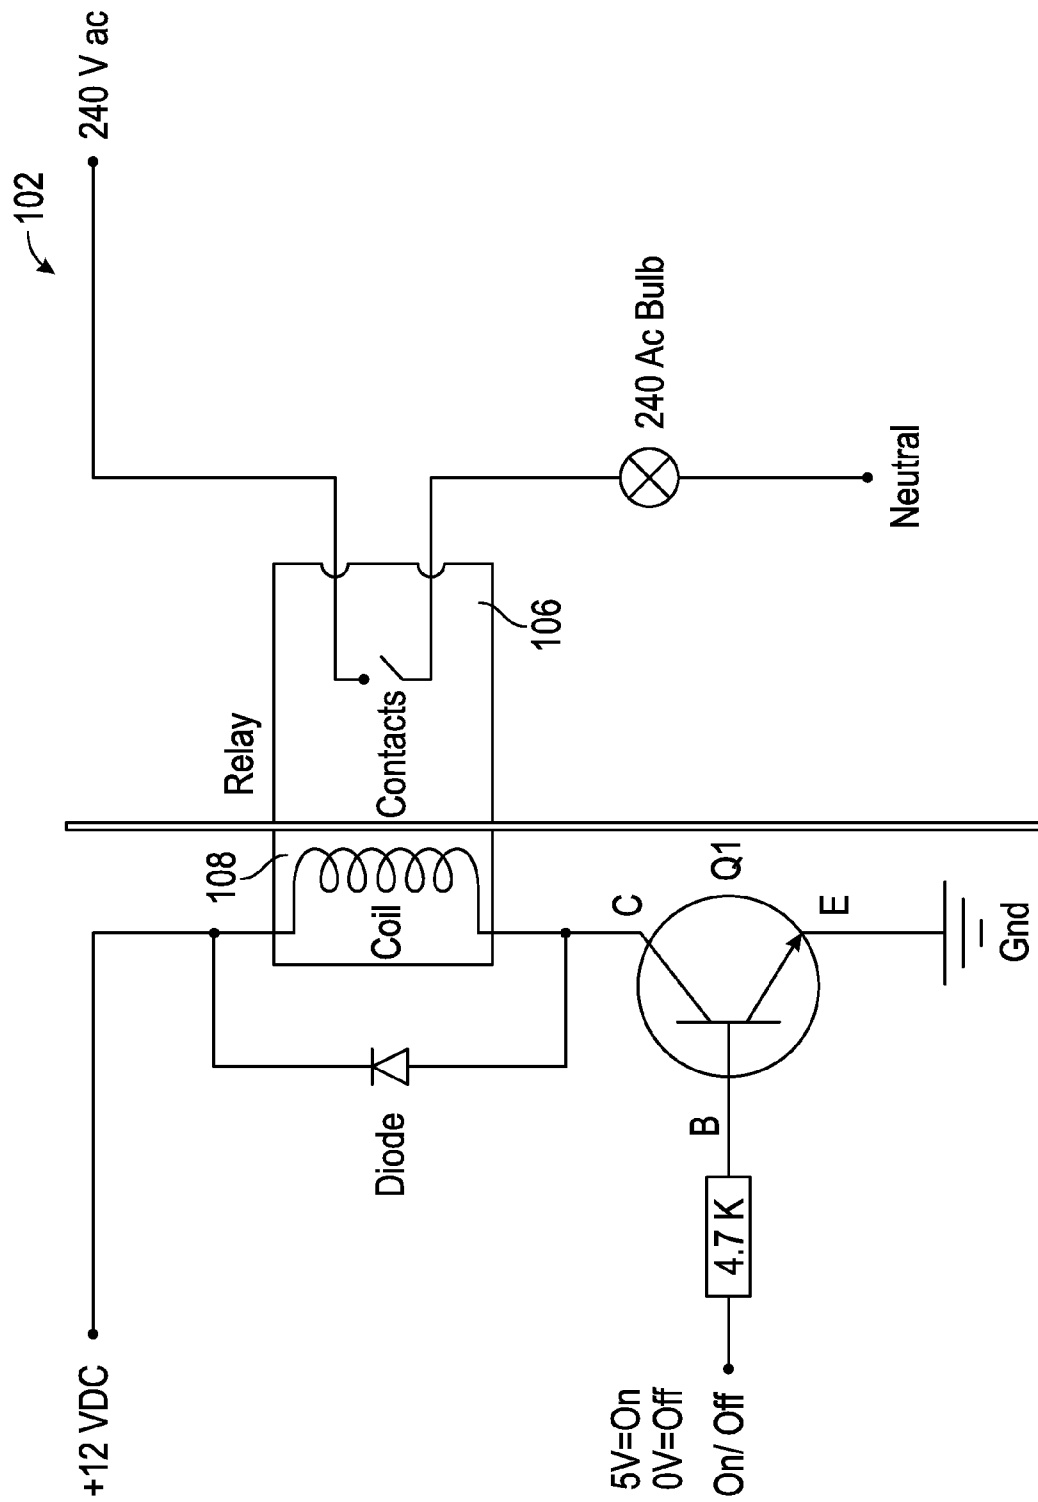 102
+12 VDC
240 V ac
Relay
108
Coil
Contacts
Diode
106
240 Ac Bulb
5V=On
0V=Off
On/ Off
4.7 K
B
C
Q1
E
Neutral
Gnd